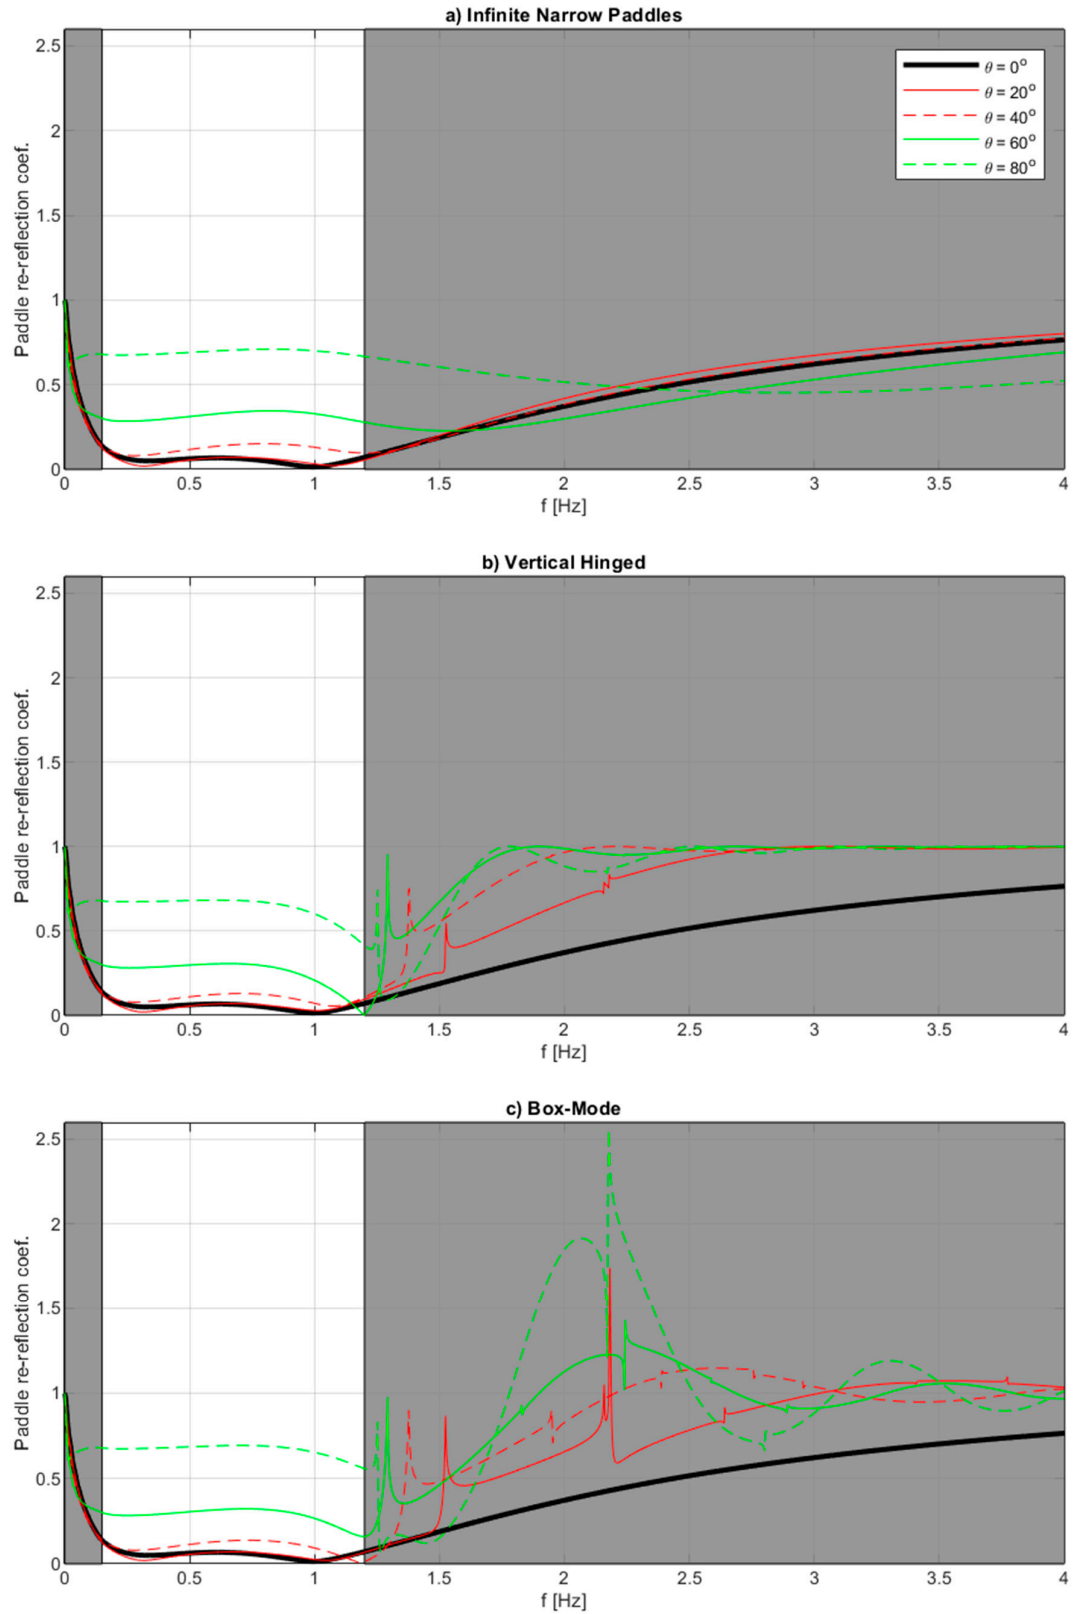 a) Infinite Narrow Paddles
Paddle re-reflection coef.
2.5
2
1.5
1
0.5
0
θ = 0°
θ = 20°
θ = 40°
θ = 60°
θ = 80°
0 0.5 1 1.5 2 2.5 3 3.5 4
f [Hz]
b) Vertical Hinged
Paddle re-reflection coef.
2.5
2
1.5
1
0.5
0
0 0.5 1 1.5 2 2.5 3 3.5 4
f [Hz]
c) Box-Mode
Paddle re-reflection coef.
2.5
2
1.5
1
0.5
0
0 0.5 1 1.5 2 2.5 3 3.5 4
f [Hz]